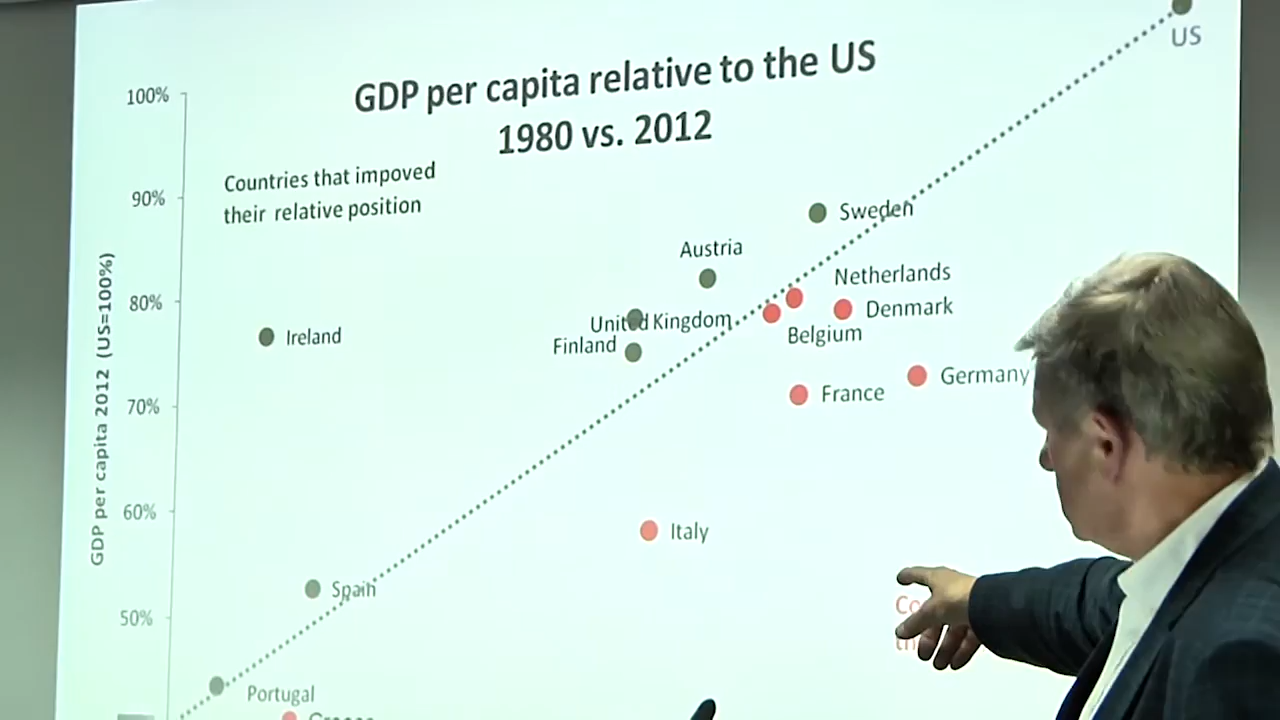 GDP per capita relative to the US
1980 vs. 2012
US
100%
90%
80%
70%
60%
50%
GDP per capita 2012 (US=100%)
Countries that impoved
their relative position
Sweden
Austria
Netherlands
Denmark
United Kingdom
Belgium
Finland
Ireland
Germany
France
Italy
Spain
Portugal